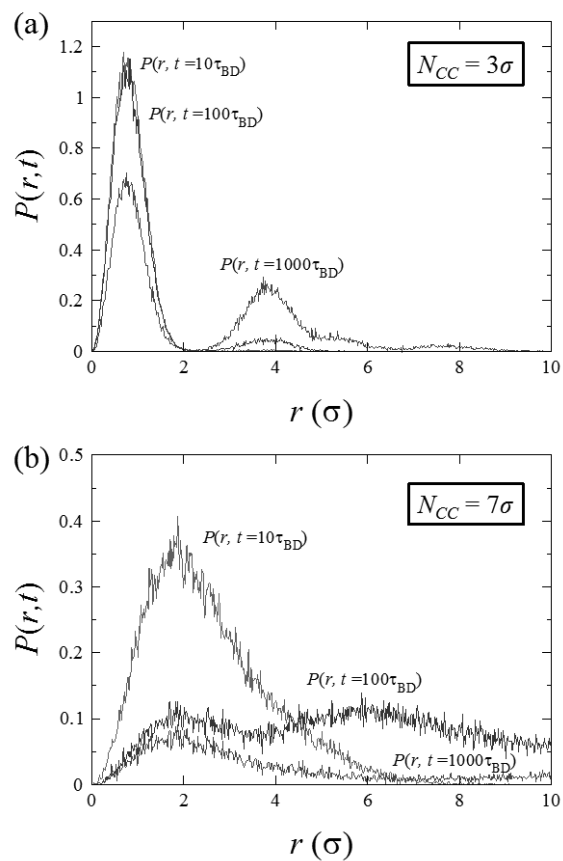 (a)
1.2
1
0.8
0.6
0.4
0.2
0
P(r,t)
P(r, t =10τBD)
P(r, t =100τBD)
P(r, t =1000τBD)
NCC = 3σ
0 2 4 6 8 10
r (σ)
(b)
0.5
0.4
0.3
0.2
0.1
0
P(r,t)
NCC = 7σ
P(r, t =10τBD)
P(r, t =100τBD)
P(r, t =1000τBD)
0 2 4 6 8 10
r (σ)